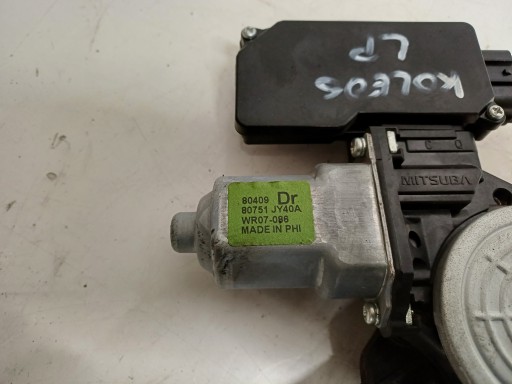 KOLEOS
LP
MITSUBA
80409 Dr
80751 JY40A
WR07-086
MADE IN PHI